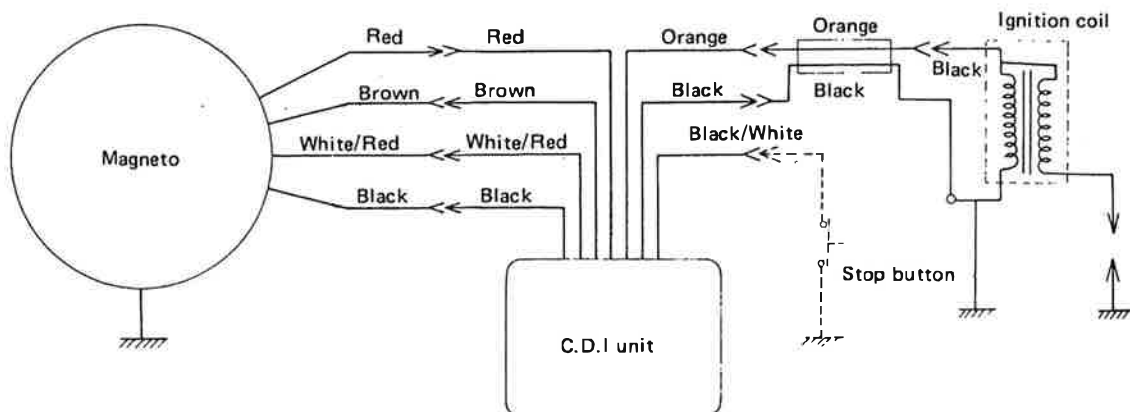 Ignition coil
Orange
Red
Red
Orange
Black
Brown
Brown
Black
Black
Black/White
White/Red
White/Red
Magneto
Black
Black
Stop button
C.D.I unit